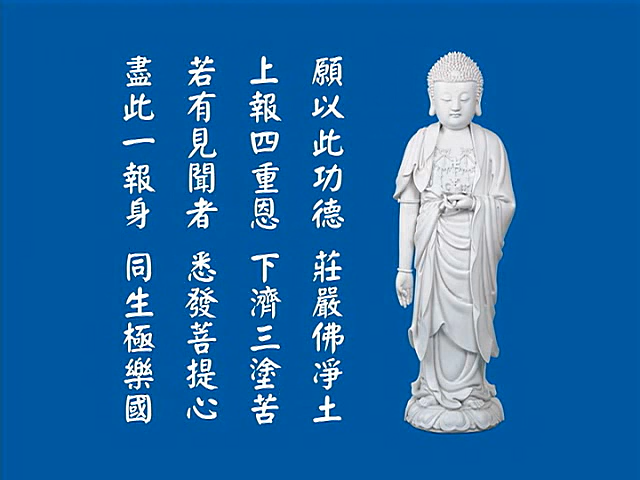 願以此功德 莊嚴佛凈土
上報四重恩 下濟三塗苦
若有見聞者 悉發菩提心
盡此一報身 同生極樂國